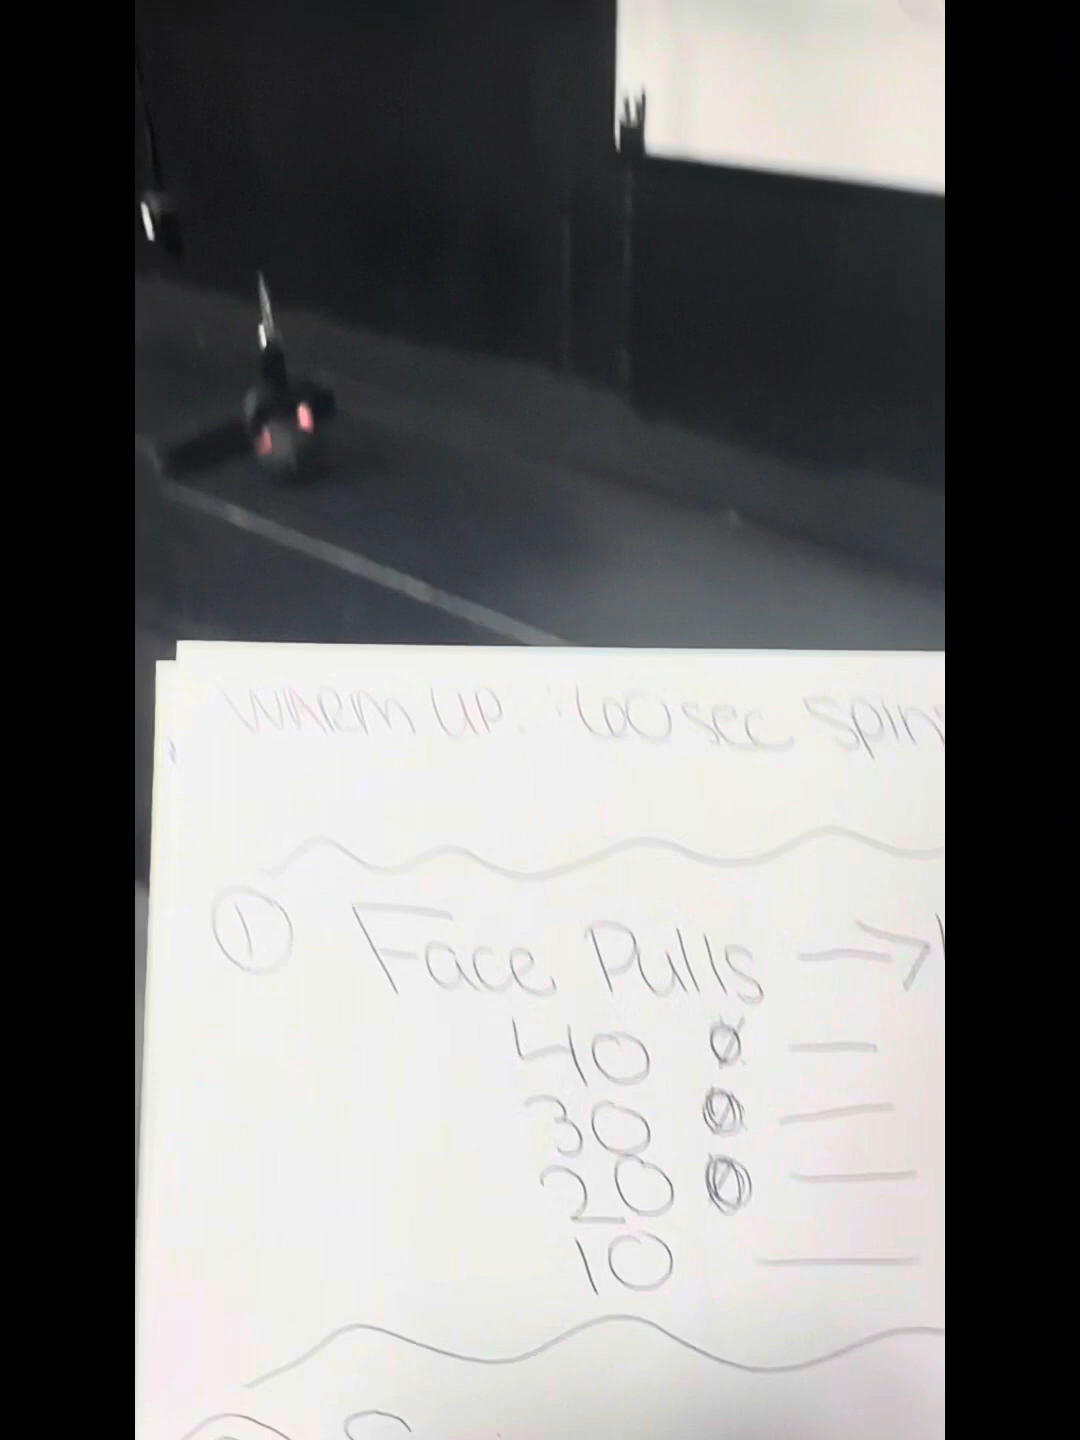 WARM UP: 60 sec spin
① Face Pulls →
40 Ø —
30 Ø —
20 Ø —
10 —